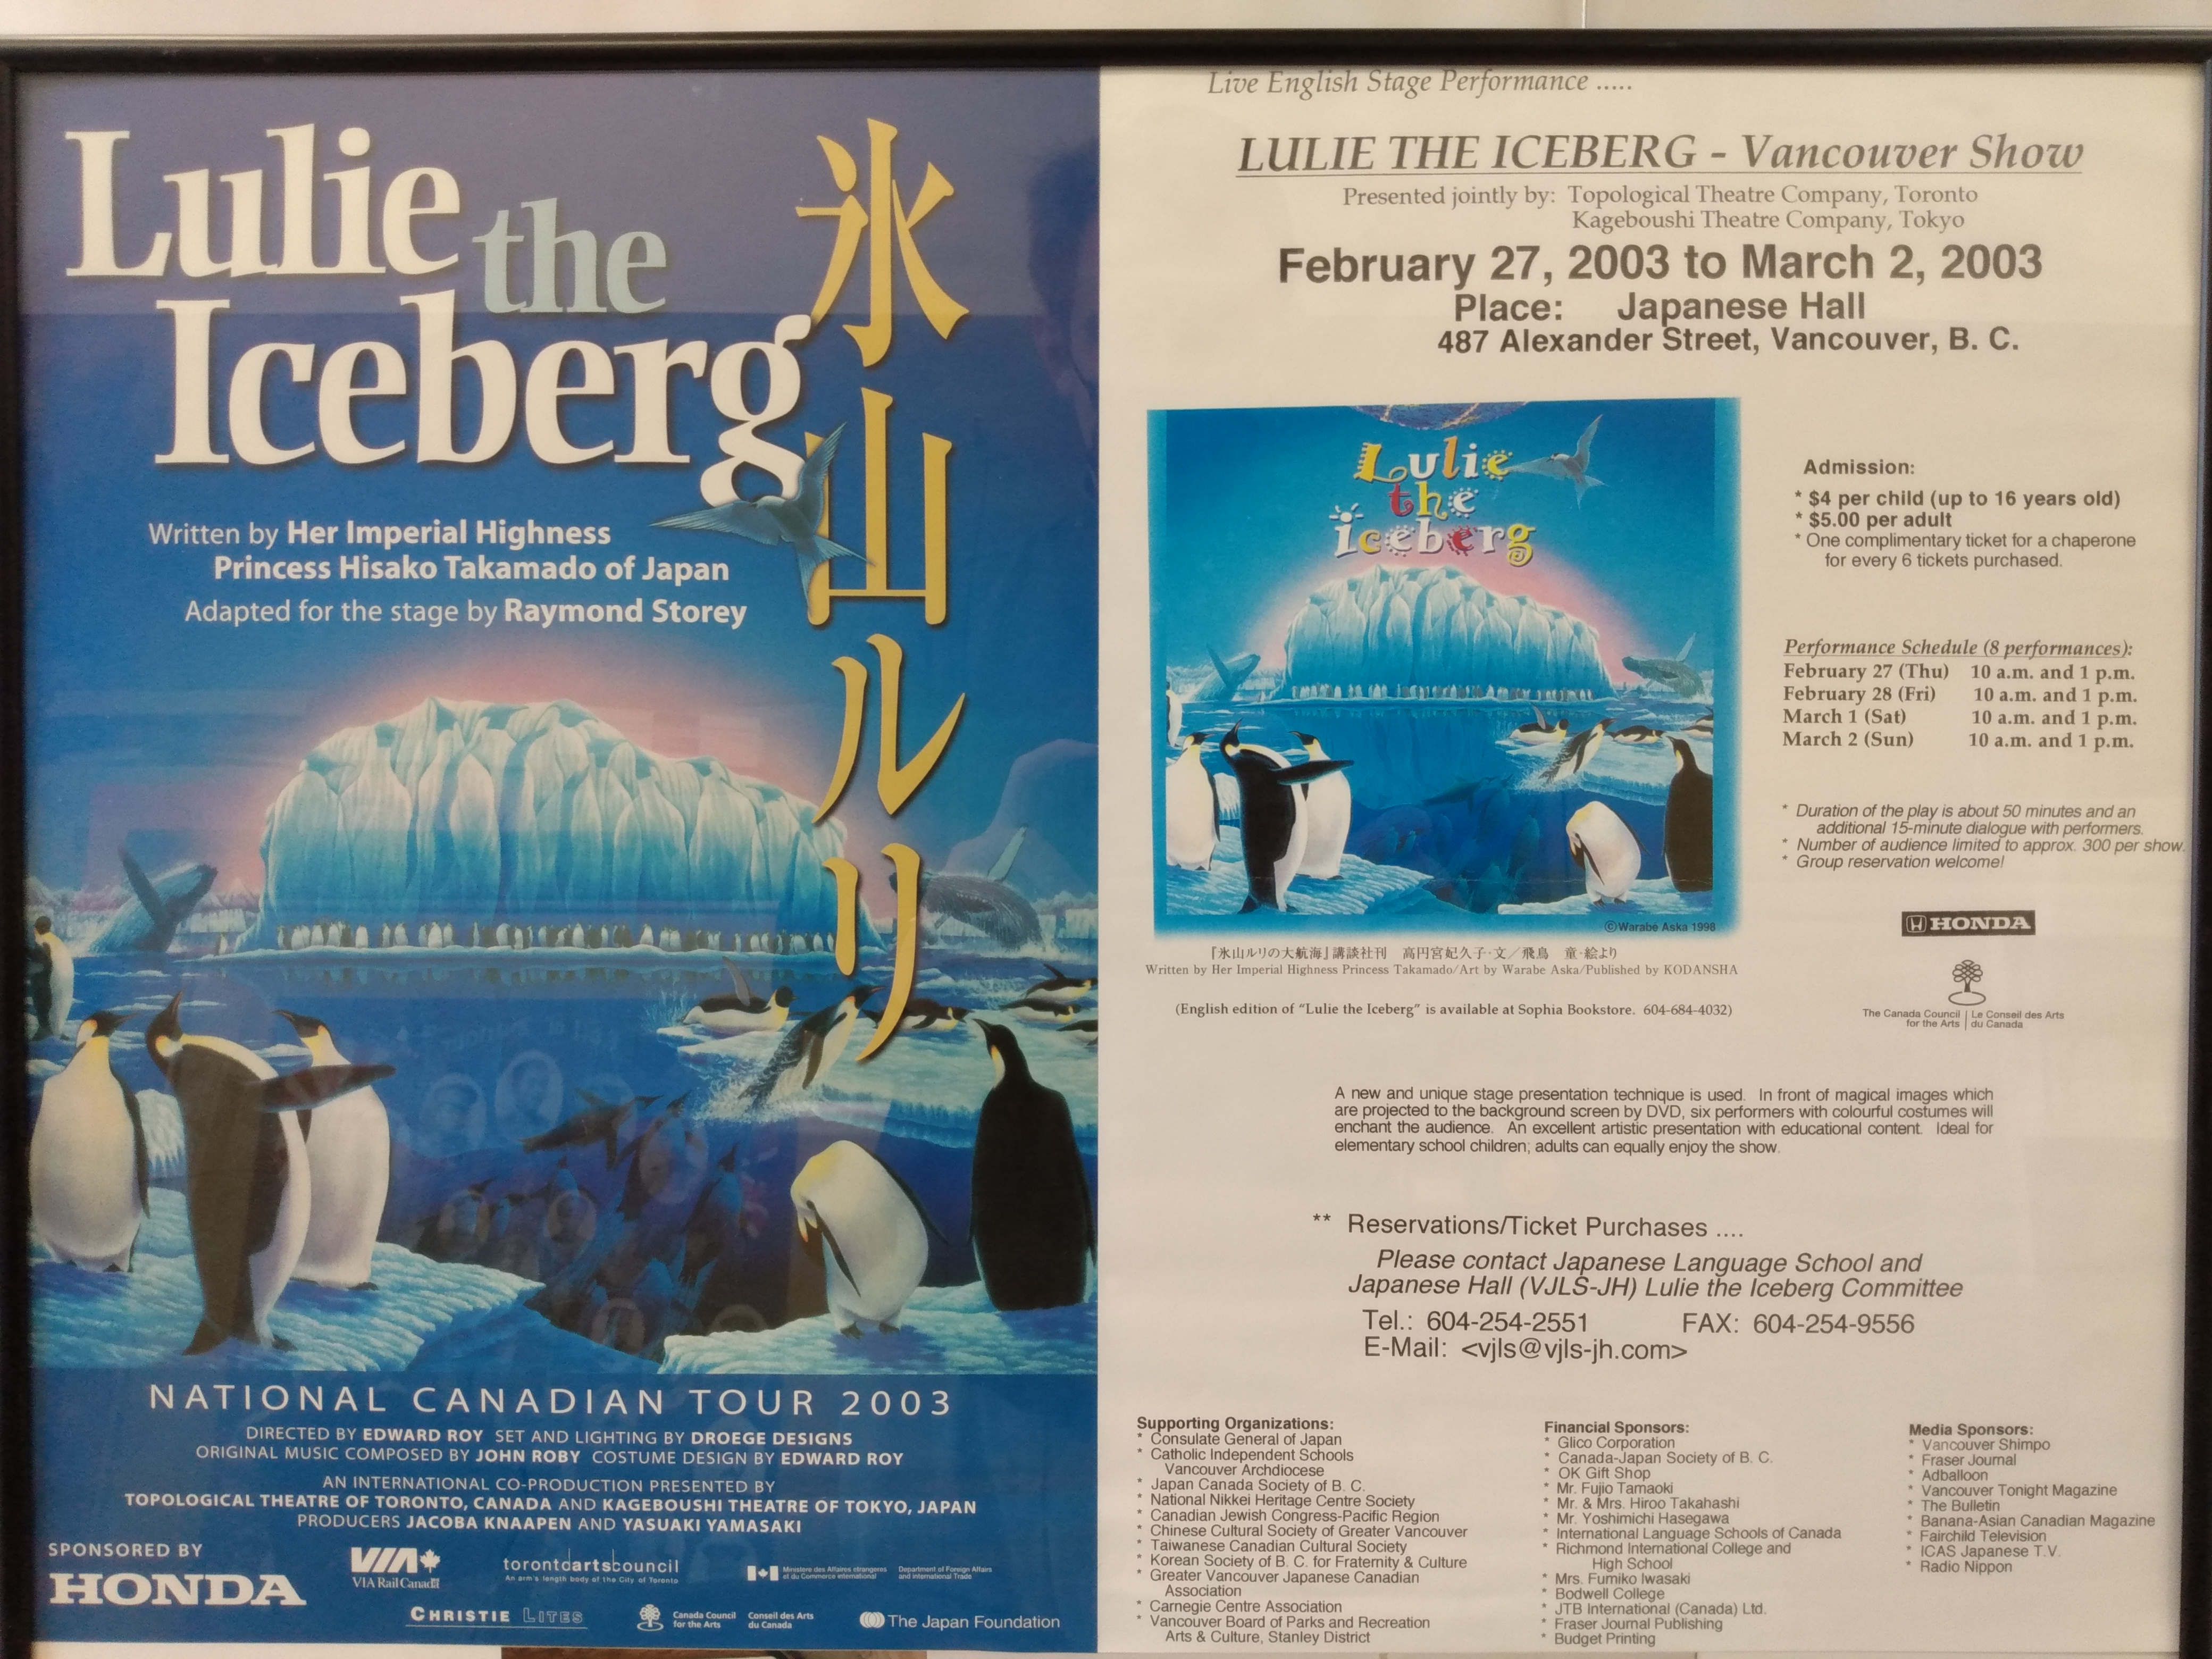 Lulie the
Iceberg
氷山ルリ
Written by Her Imperial Highness
Princess Hisako Takamado of Japan
Adapted for the stage by Raymond Storey
NATIONAL CANADIAN TOUR 2003
DIRECTED BY EDWARD ROY SET AND LIGHTING BY DROEGE DESIGNS
ORIGINAL MUSIC COMPOSED BY JOHN ROBY COSTUME DESIGN BY EDWARD ROY
AN INTERNATIONAL CO-PRODUCTION PRESENTED BY
TOPOLOGICAL THEATRE OF TORONTO, CANADA AND KAGEBOUSHI THEATRE OF TOKYO, JAPAN
PRODUCERS JACOBA KNAAPEN AND YASUAKI YAMASAKI
SPONSORED BY
HONDA
VIA
VIA Rail Canada
torontoartscouncil
An arm's length body of the City of Toronto
Ministère des Affaires étrangères
et du Commerce international
Department of Foreign Affairs
and International Trade
CHRISTIE LITES
Canada Council
for the Arts
Conseil des Arts
du Canada
The Japan Foundation
Live English Stage Performance .....
LULIE THE ICEBERG - Vancouver Show
Presented jointly by: Topological Theatre Company, Toronto
Kageboushi Theatre Company, Tokyo
February 27, 2003 to March 2, 2003
Place: Japanese Hall
487 Alexander Street, Vancouver, B. C.
Lulie
the
iceberg
©Warabe Aska 1998
『氷山ルリの大航海』講談社刊 高円宮妃久子・文／飛鳥 童・絵より
Written by Her Imperial Highness Princess Takamado/Art by Warabe Aska/Published by KODANSHA
(English edition of "Lulie the Iceberg" is available at Sophia Bookstore. 604-684-4032)
Admission:
* $4 per child (up to 16 years old)
* $5.00 per adult
* One complimentary ticket for a chaperone
for every 6 tickets purchased.
Performance Schedule (8 performances):
February 27 (Thu) 10 a.m. and 1 p.m.
February 28 (Fri) 10 a.m. and 1 p.m.
March 1 (Sat) 10 a.m. and 1 p.m.
March 2 (Sun) 10 a.m. and 1 p.m.
* Duration of the play is about 50 minutes and an
additional 15-minute dialogue with performers.
* Number of audience limited to approx. 300 per show.
* Group reservation welcome!
HONDA
The Canada Council
for the Arts
Le Conseil des Arts
du Canada
A new and unique stage presentation technique is used. In front of magical images which
are projected to the background screen by DVD, six performers with colourful costumes will
enchant the audience. An excellent artistic presentation with educational content. Ideal for
elementary school children; adults can equally enjoy the show.
** Reservations/Ticket Purchases ....
Please contact Japanese Language School and
Japanese Hall (VJLS-JH) Lulie the Iceberg Committee
Tel.: 604-254-2551 FAX: 604-254-9556
E-Mail: <vjls@vjls-jh.com>
Supporting Organizations:
* Consulate General of Japan
* Catholic Independent Schools
Vancouver Archdiocese
* Japan Canada Society of B. C.
* National Nikkei Heritage Centre Society
* Canadian Jewish Congress-Pacific Region
* Chinese Cultural Society of Greater Vancouver
* Taiwanese Canadian Cultural Society
* Korean Society of B. C. for Fraternity & Culture
* Greater Vancouver Japanese Canadian
Association
* Carnegie Centre Association
* Vancouver Board of Parks and Recreation
Arts & Culture, Stanley District
Financial Sponsors:
* Glico Corporation
* Canada-Japan Society of B. C.
* OK Gift Shop
* Mr. Fujio Tamaoki
* Mr. & Mrs. Hiroo Takahashi
* Mr. Yoshimichi Hasegawa
* International Language Schools of Canada
* Richmond International College and
High School
* Mrs. Fumiko Iwasaki
* Bodwell College
* JTB International (Canada) Ltd.
* Fraser Journal Publishing
* Budget Printing
Media Sponsors:
* Vancouver Shimpo
* Fraser Journal
* Adballoon
* Vancouver Tonight Magazine
* The Bulletin
* Banana-Asian Canadian Magazine
* Fairchild Television
* ICAS Japanese T.V.
* Radio Nippon